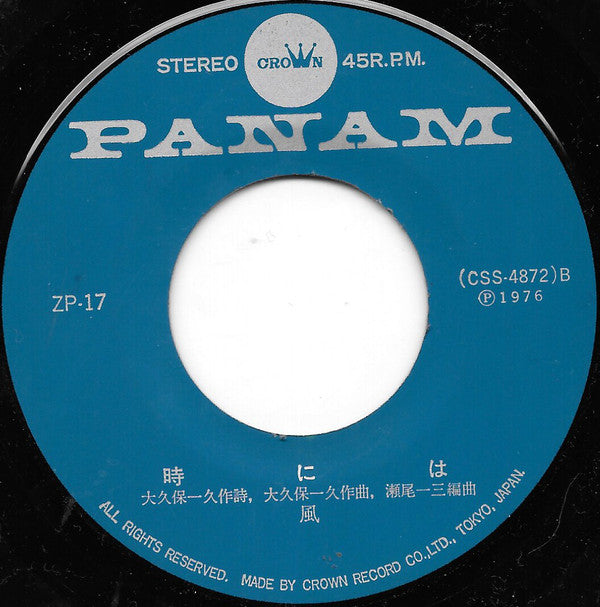 STEREO CROWN 45R.P.M.
PANAM
ZP-17
(CSS-4872)B
Ⓟ1976
時には
大久保一久作詩, 大久保一久作曲, 瀬尾一三編曲
風
ALL RIGHTS RESERVED. MADE BY CROWN RECORD CO.,LTD., TOKYO, JAPAN.